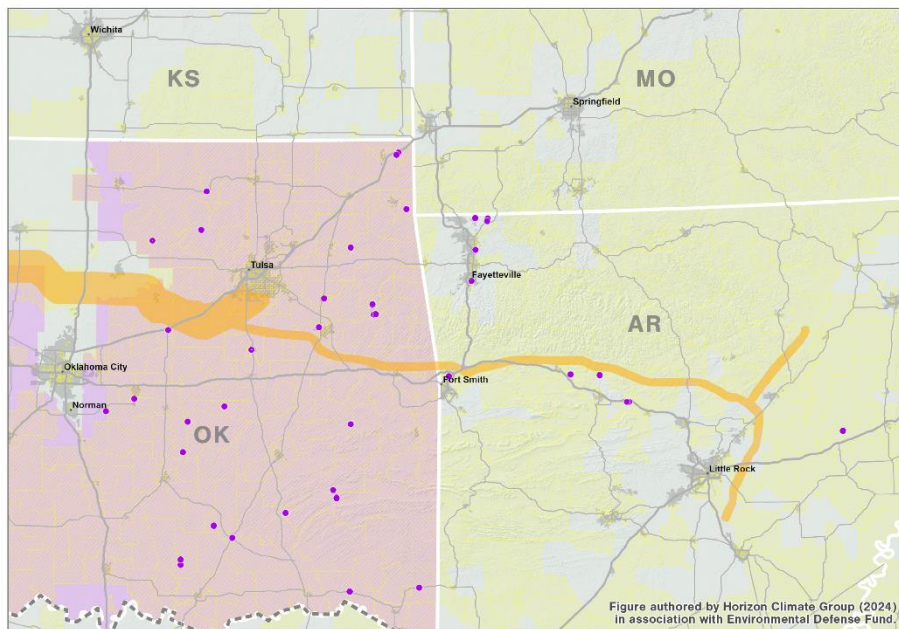 Wichita
KS
MO
Springfield
Tulsa
Fayetteville
AR
Oklahoma City
Fort Smith
Norman
OK
Little Rock
Figure authored by Horizon Climate Group (2024)
in association with Environmental Defense Fund.